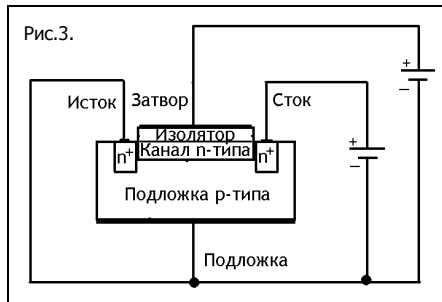 Рис.3.
+
–
Исток
Затвор
Сток
Изолятор
+
n+
Канал n-типа
n+
–
Подложка p-типа
Подложка